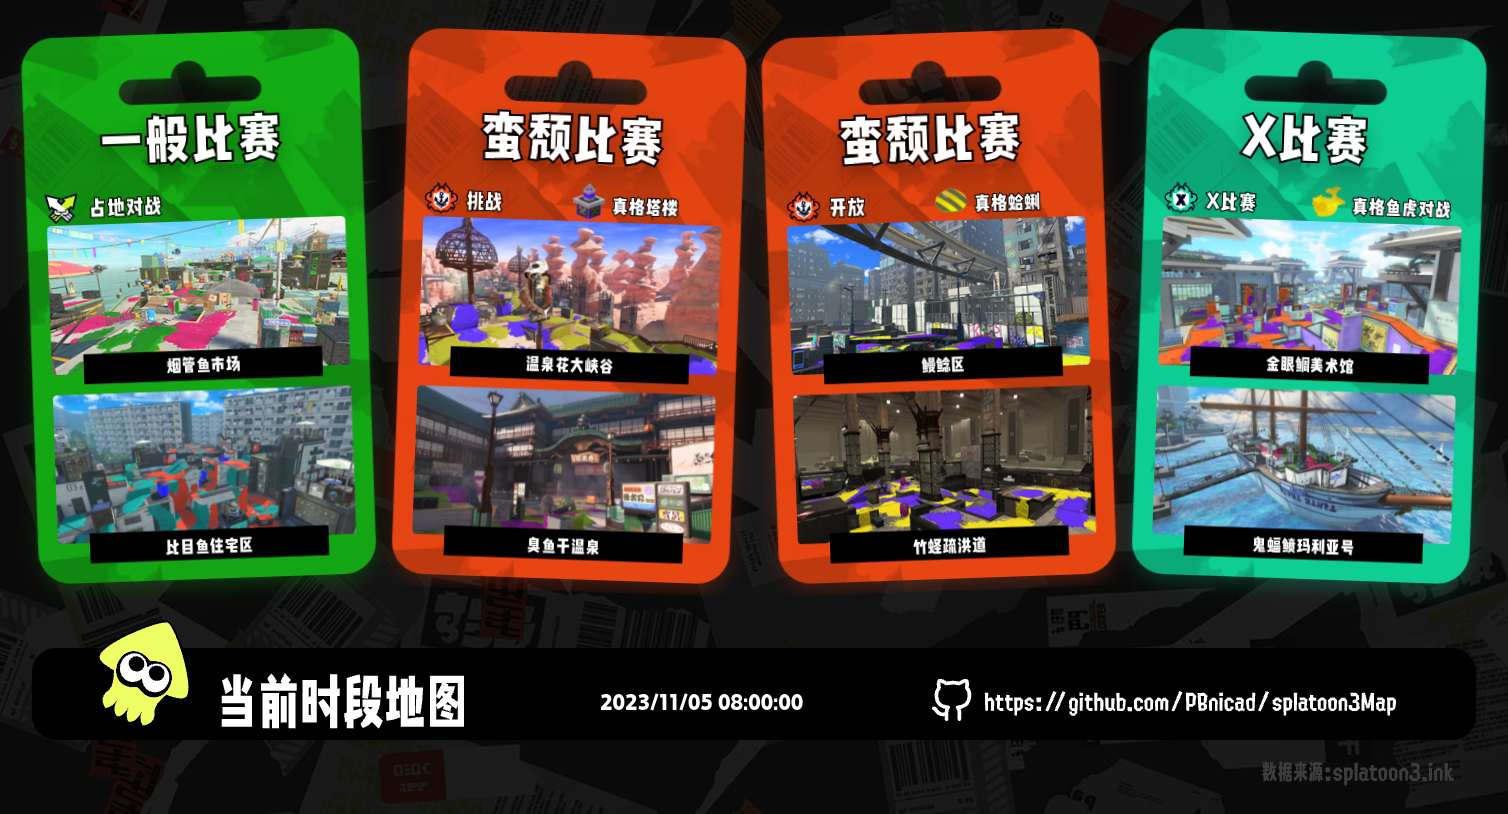 一般比赛
占地对战
烟管鱼市场
比目鱼住宅区
蛮颓比赛
挑战
真格塔楼
温泉花大峡谷
臭鱼干温泉
蛮颓比赛
开放
真格蛤蜊
鳗鲶区
竹蛏疏洪道
X比赛
X比赛
真格鱼虎对战
金眼鲷美术馆
鬼蝠鲼玛利亚号
当前时段地图
2023/11/05 08:00:00
https://github.com/PBnicad/splatoon3Map
数据来源:splatoon3.ink